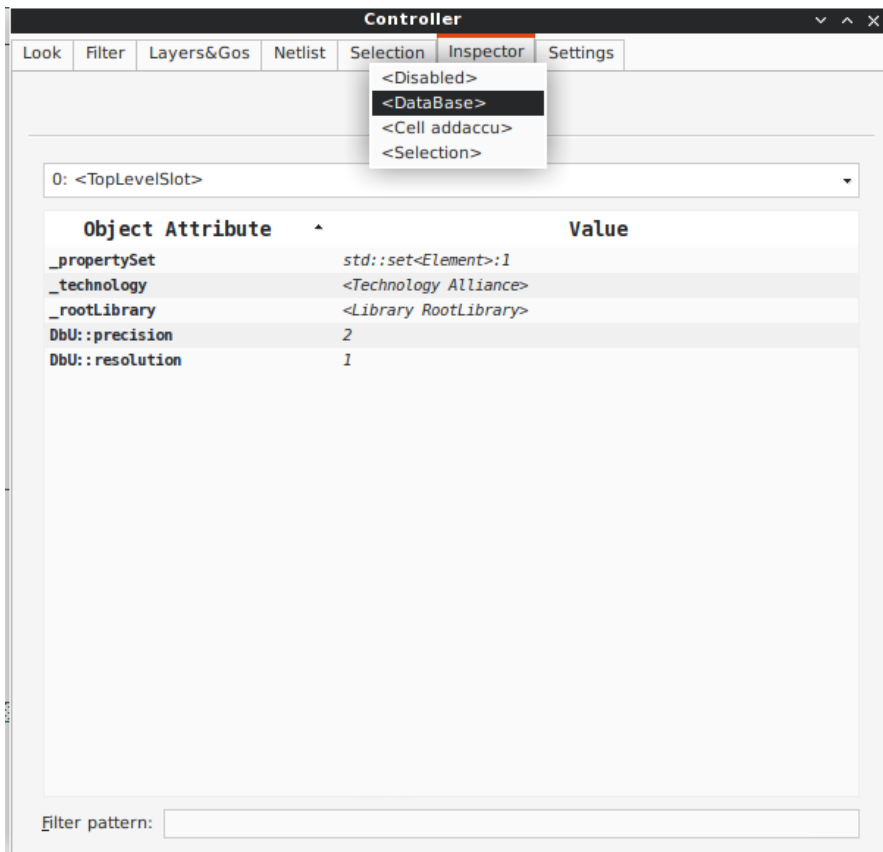 Controller
Look Filter Layers&Gos Netlist Selection Inspector Settings
<Disabled>
<DataBase>
<Cell addaccu>
<Selection>
0: <TopLevelSlot>
Object Attribute Value
_propertySet std::set<Element>:1
_technology <Technology Alliance>
_rootLibrary <Library RootLibrary>
DbU::precision 2
DbU::resolution 1
Filter pattern: